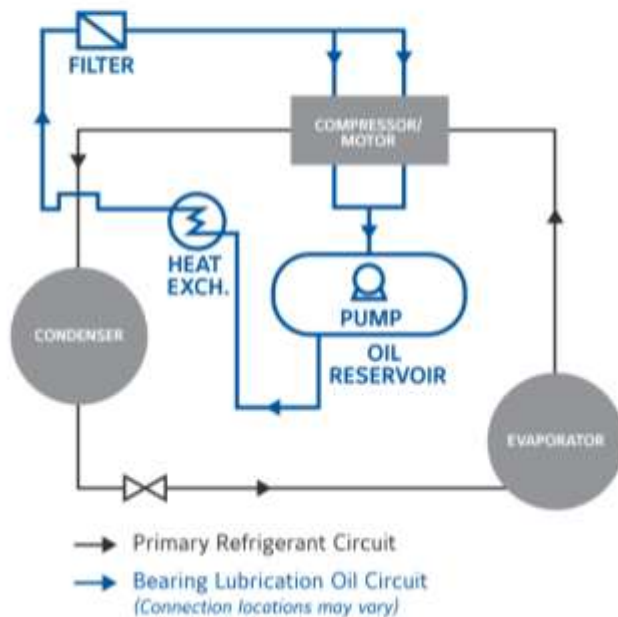 FILTER
COMPRESSOR/
MOTOR
HEAT
EXCH.
PUMP
OIL
RESERVOIR
CONDENSER
EVAPORATOR
Primary Refrigerant Circuit
Bearing Lubrication Oil Circuit
(Connection locations may vary)